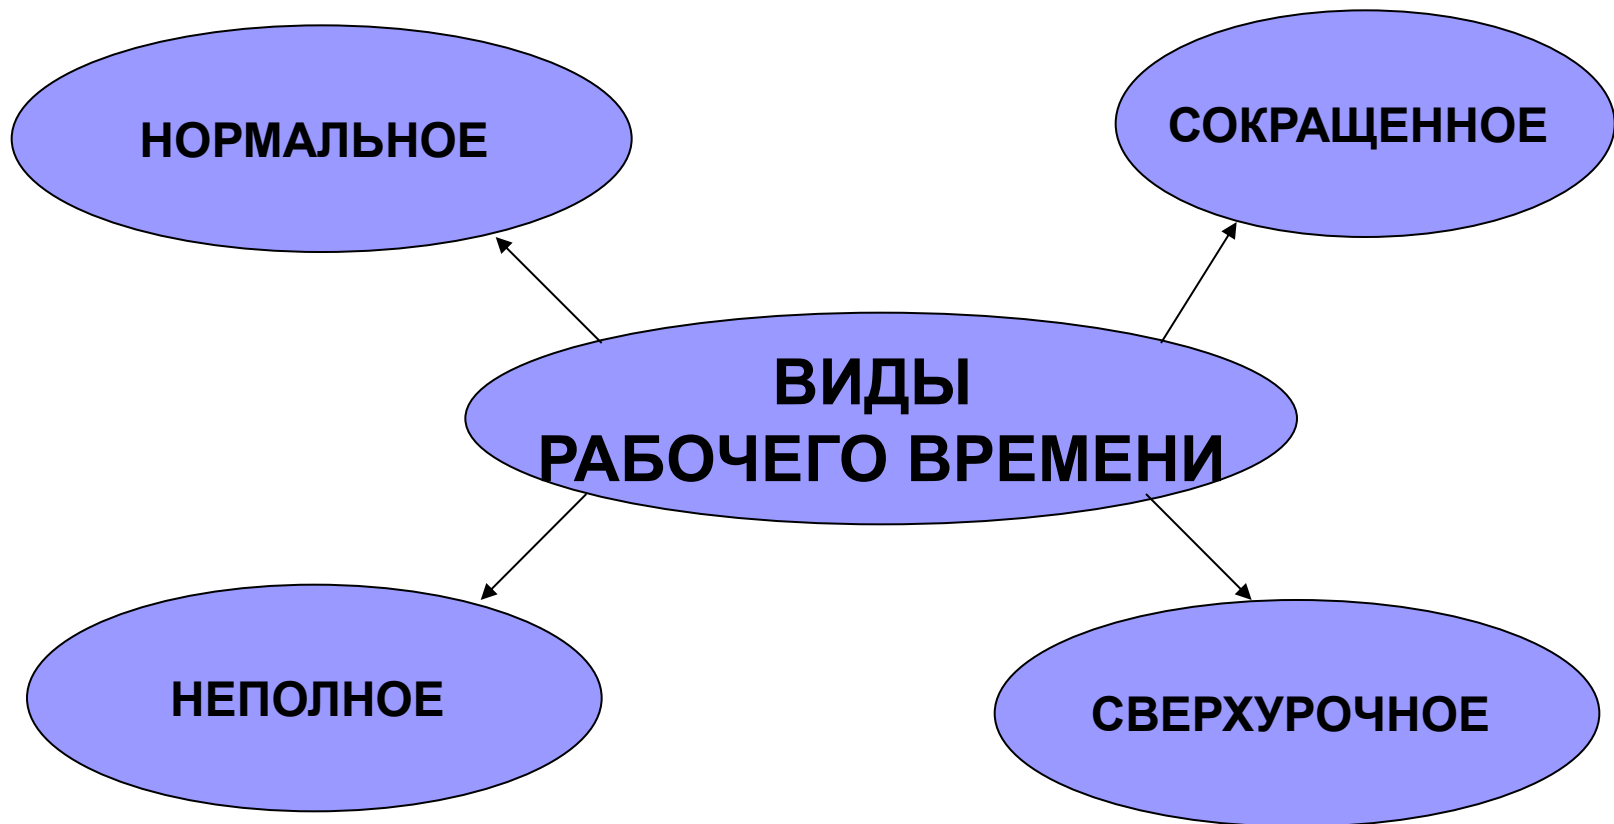 НОРМАЛЬНОЕ
СОКРАЩЕННОЕ
ВИДЫ
РАБОЧЕГО ВРЕМЕНИ
НЕПОЛНОЕ
СВЕРХУРОЧНОЕ